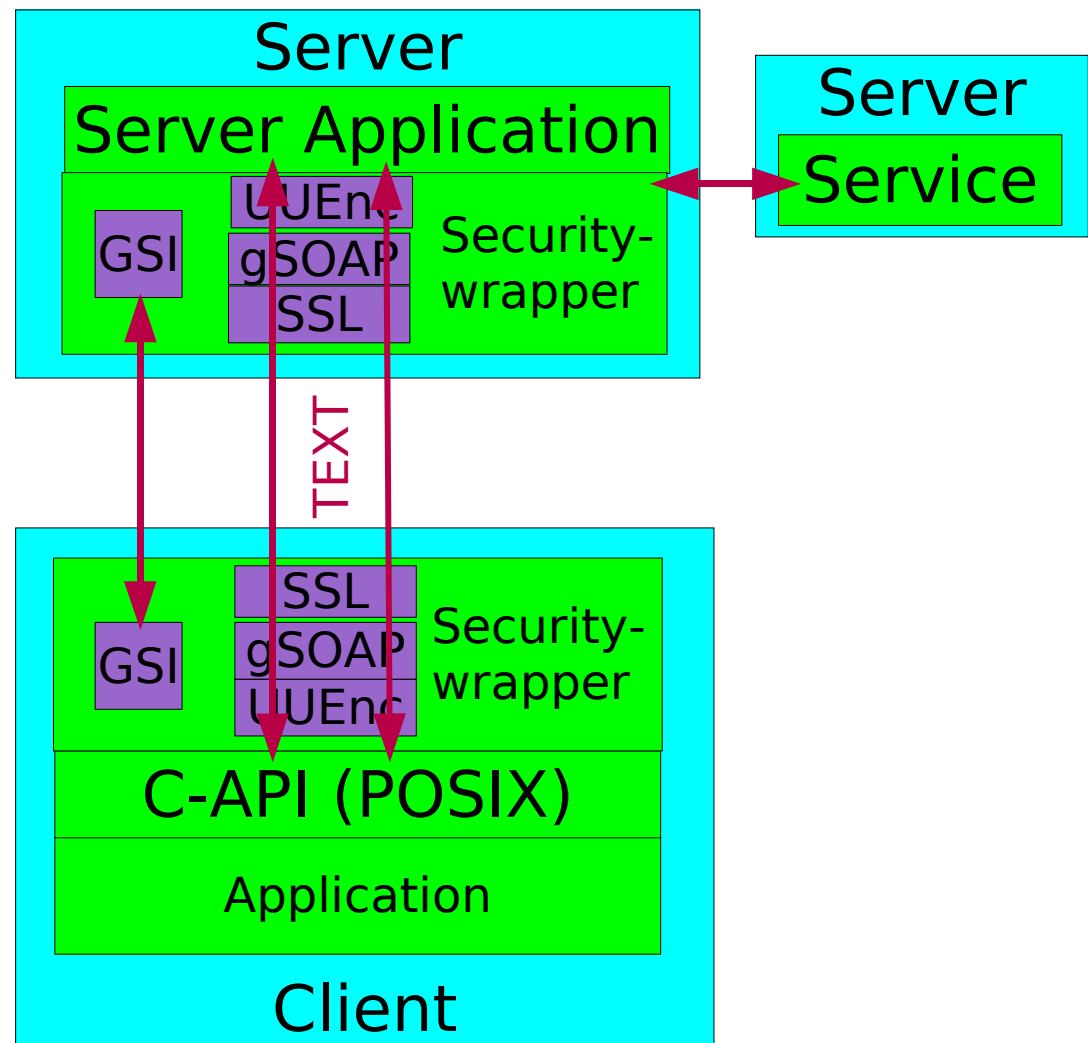 Server
Server Application
UUEnc
GSI
gSOAP
SSL
Security-
wrapper
Server
Service
TEXT
SSL
GSI
gSOAP
UUEnc
Security-
wrapper
C-API (POSIX)
Application
Client